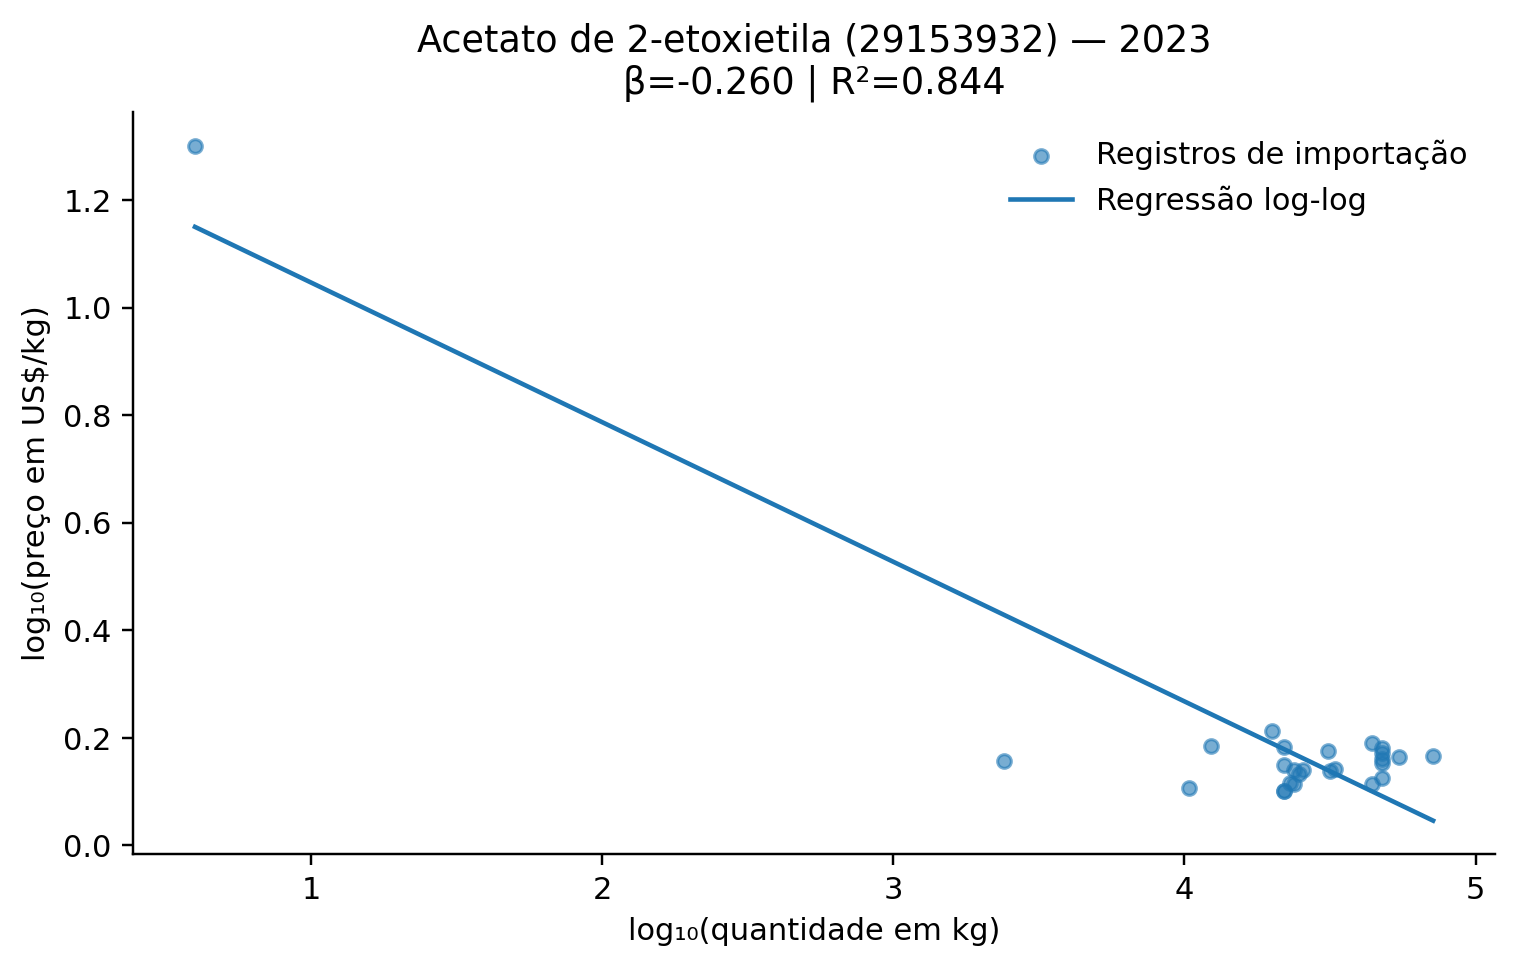 Acetato de 2-etoxietila (29153932) — 2023
β=-0.260 | R²=0.844
Registros de importação
Regressão log-log
log₁₀(preço em US$/kg)
1.2
1.0
0.8
0.6
0.4
0.2
0.0
1 2 3 4 5
log₁₀(quantidade em kg)